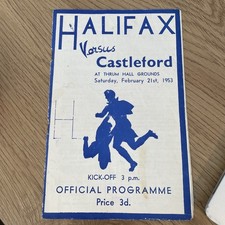 HALIFAX
Versus
Castleford
AT THRUM HALL GROUNDS
Saturday, February 21st, 1953
H
KICK-OFF 3 p.m.
OFFICIAL PROGRAMME
Price 3d.